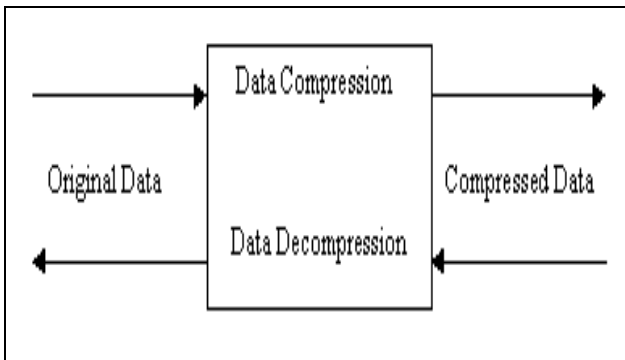 Data Compression
Original Data
Compressed Data
Data Decompression